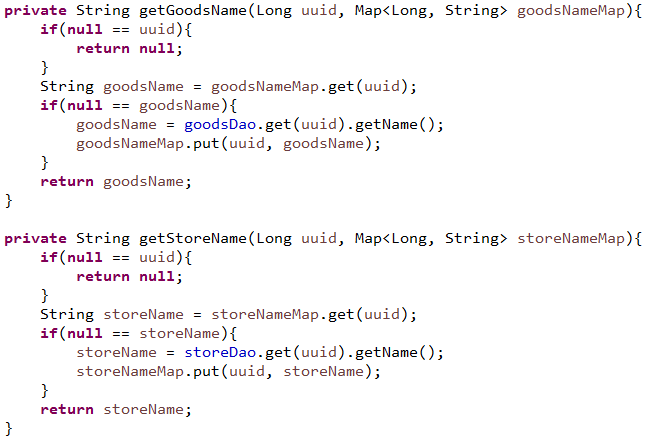 private String getGoodsName(Long uuid, Map<Long, String> goodsNameMap){
    if(null == uuid){
        return null;
    }
    String goodsName = goodsNameMap.get(uuid);
    if(null == goodsName){
        goodsName = goodsDao.get(uuid).getName();
        goodsNameMap.put(uuid, goodsName);
    }
    return goodsName;
}

private String getStoreName(Long uuid, Map<Long, String> storeNameMap){
    if(null == uuid){
        return null;
    }
    String storeName = storeNameMap.get(uuid);
    if(null == storeName){
        storeName = storeDao.get(uuid).getName();
        storeNameMap.put(uuid, storeName);
    }
    return storeName;
}